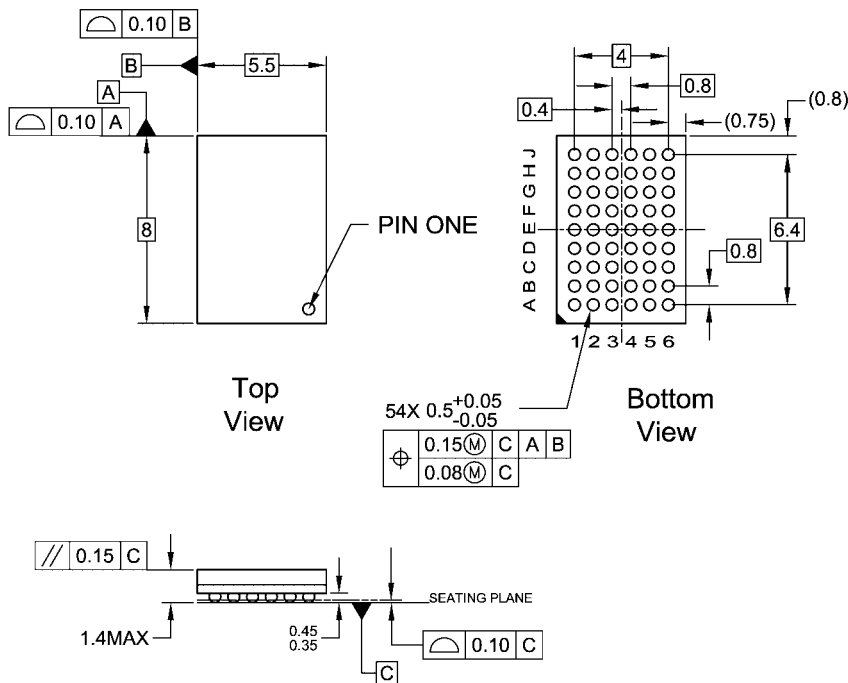 0.10 B
B
5.5
A
0.10 A
8
PIN ONE
Top
View
4
0.8
0.4
(0.75)
(0.8)
J
H
G
F
E
D
C
B
A
6.4
0.8
1 2 3 4 5 6
Bottom
View
54X 0.5 +0.05
-0.05
⌖ 0.15Ⓜ C A B
0.08Ⓜ C
// 0.15 C
1.4MAX
0.45
0.35
SEATING PLANE
0.10 C
C